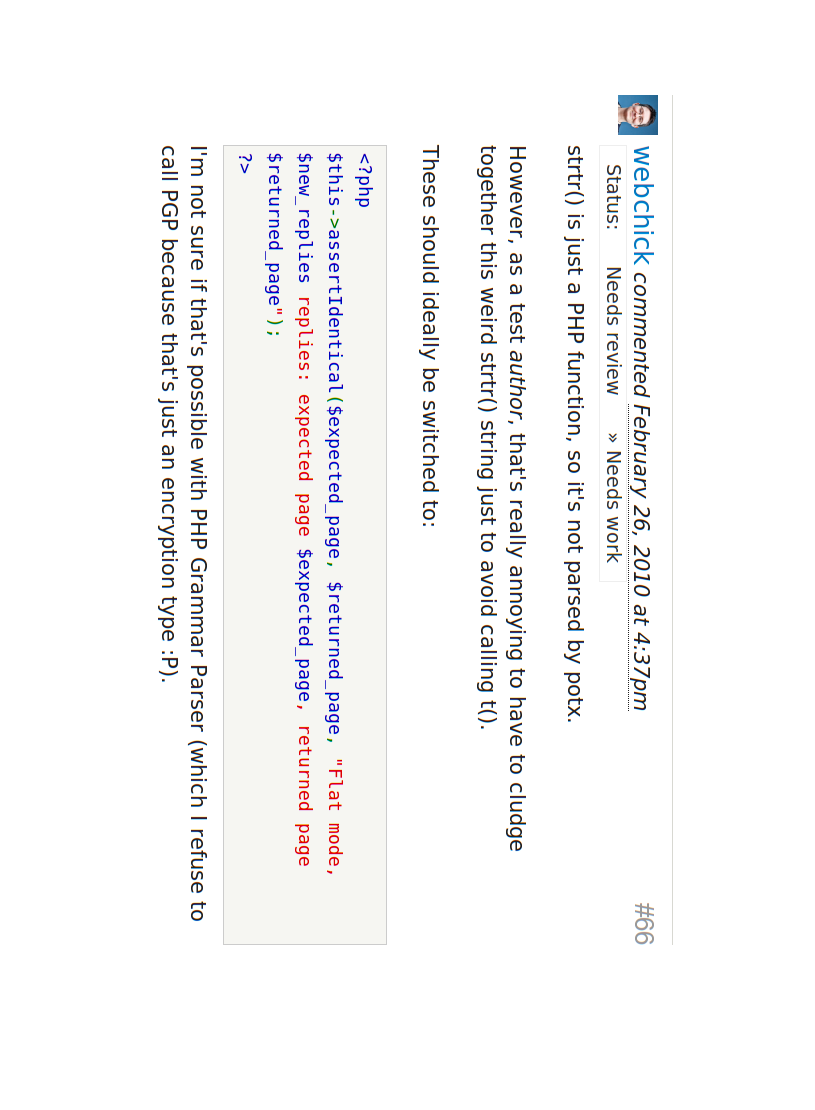 webchick commented February 26, 2010 at 4:37pm #66
Status: Needs review » Needs work
strtr() is just a PHP function, so it's not parsed by potx.
However, as a test author, that's really annoying to have to cludge
together this weird strtr() string just to avoid calling t().
These should ideally be switched to:
<?php
$this->assertIdentical($expected_page, $returned_page, "Flat mode,
$new_replies replies: expected page $expected_page, returned page
$returned_page");
?>
I'm not sure if that's possible with PHP Grammar Parser (which I refuse to
call PGP because that's just an encryption type :P).